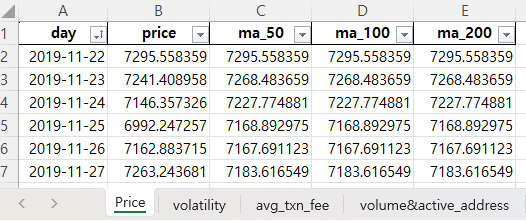 A B C D E
1 day price ma_50 ma_100 ma_200
2 2019-11-22 7295.558359 7295.558359 7295.558359 7295.558359
3 2019-11-23 7241.408958 7268.483659 7268.483659 7268.483659
4 2019-11-24 7146.357326 7227.774881 7227.774881 7227.774881
5 2019-11-25 6992.247257 7168.892975 7168.892975 7168.892975
6 2019-11-26 7162.883715 7167.691123 7167.691123 7167.691123
7 2019-11-27 7263.243681 7183.616549 7183.616549 7183.616549
Price volatility avg_txn_fee volume&active_address